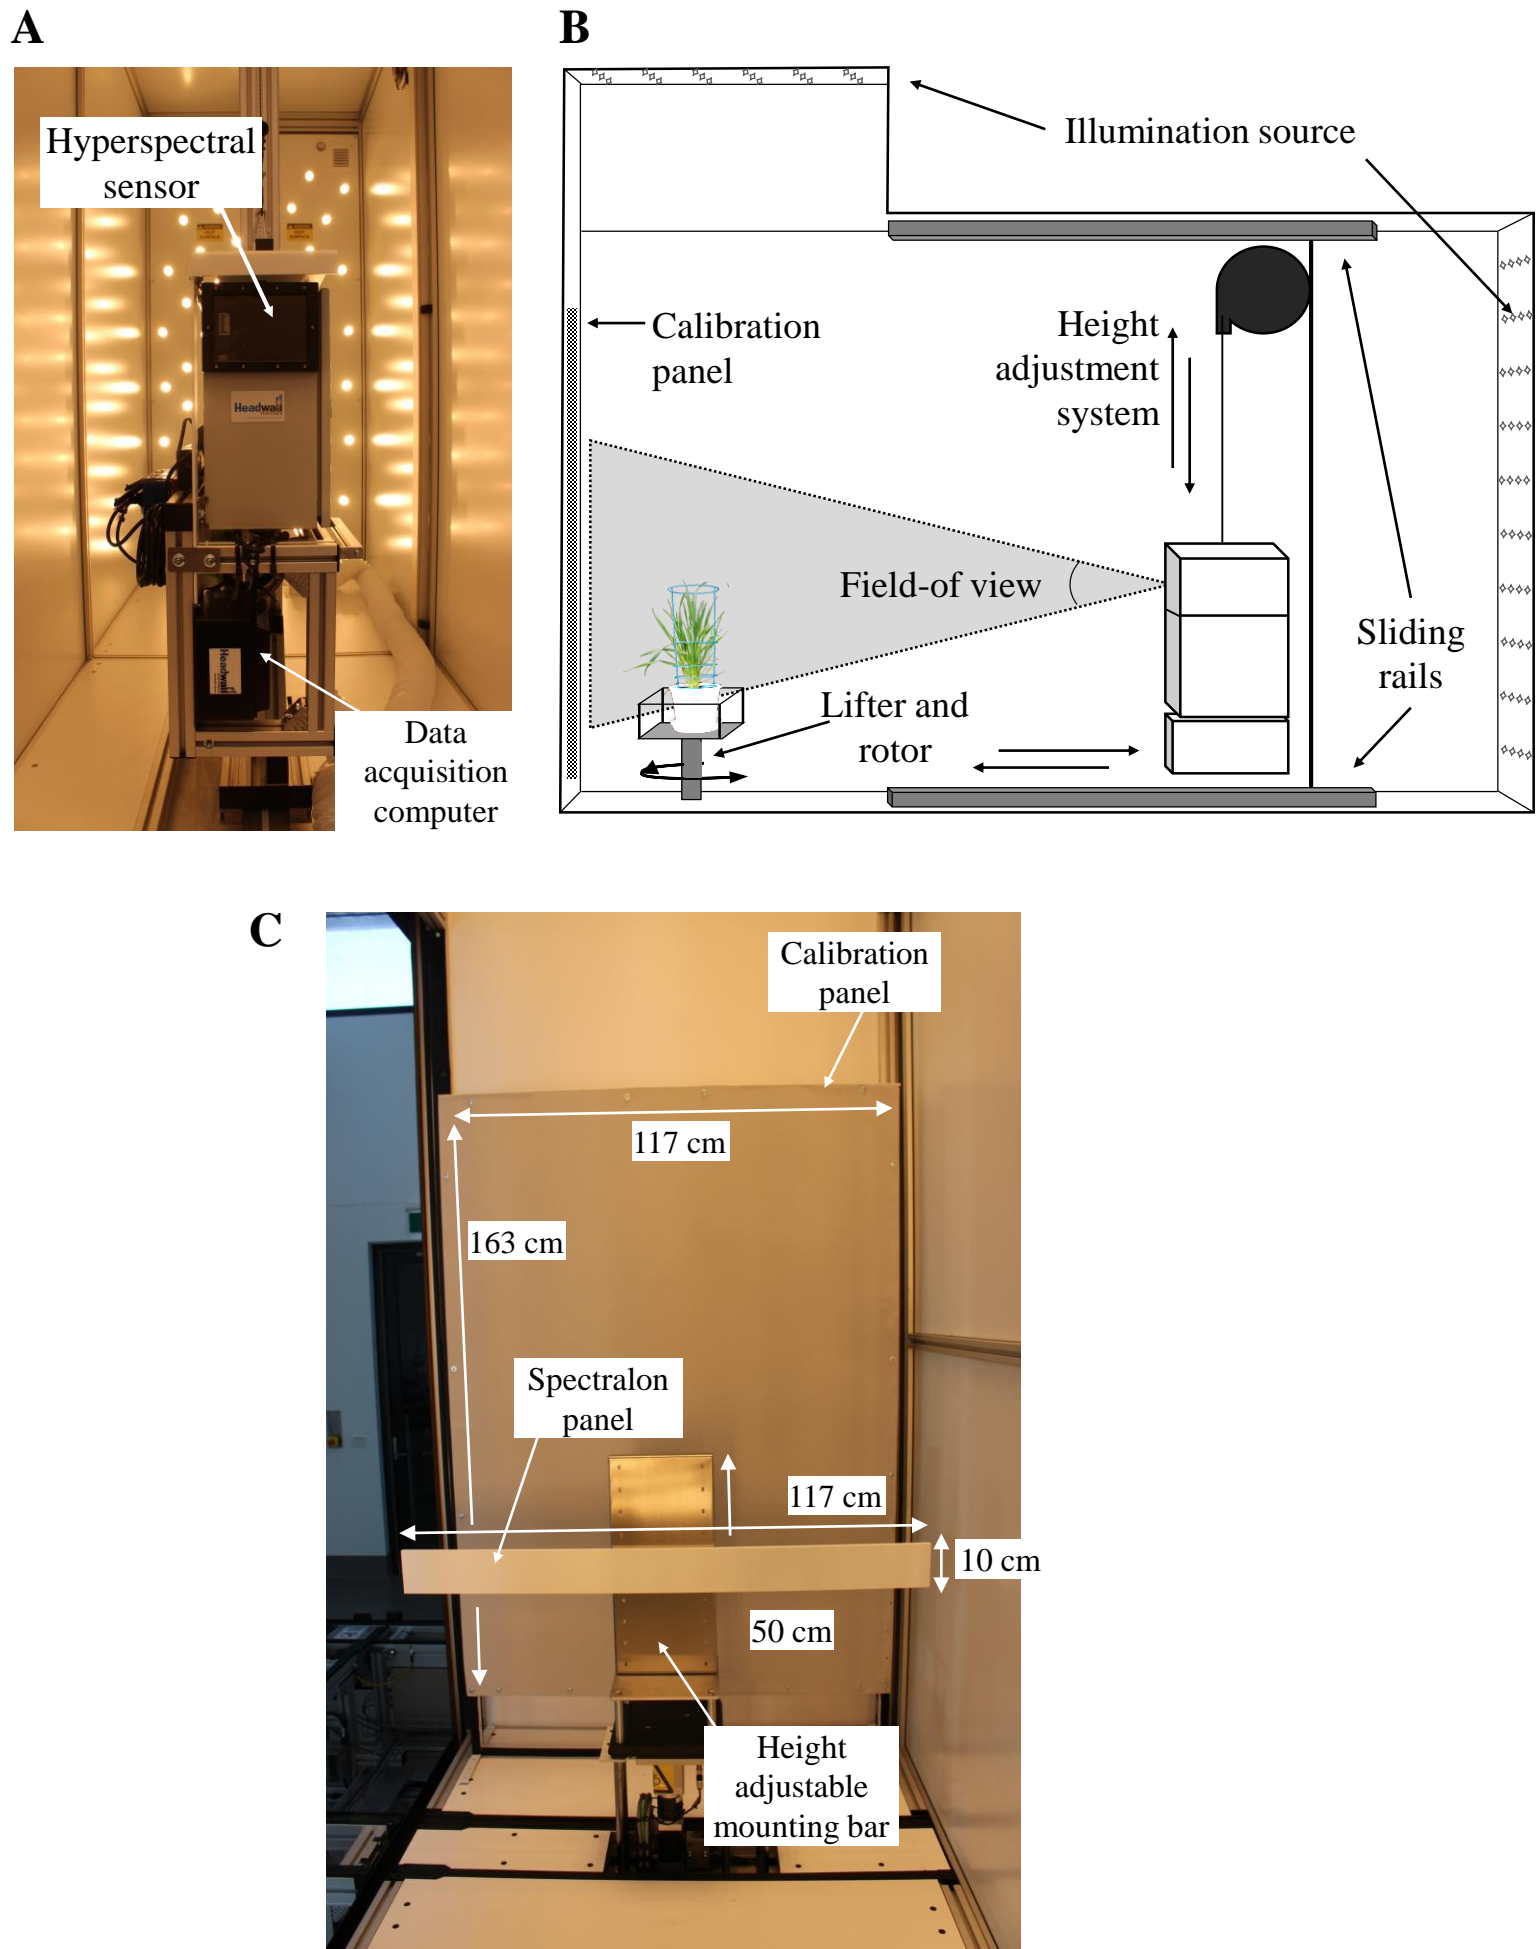 A
Hyperspectral
sensor
Headwall
Headwall
Data
acquisition
computer
B
Illumination source
Calibration
panel
Height
adjustment
system
Field-of view
Lifter and
rotor
Sliding
rails
C
Calibration
panel
117 cm
163 cm
Spectralon
panel
117 cm
10 cm
50 cm
Height
adjustable
mounting bar